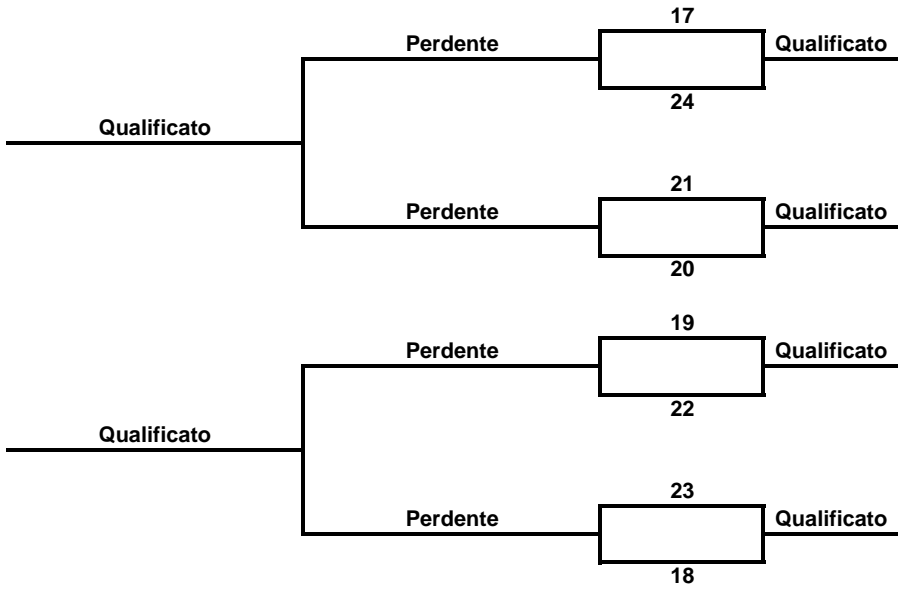 17
Perdente Qualificato
24
Qualificato
21
Perdente Qualificato
20
19
Perdente Qualificato
22
Qualificato
23
Perdente Qualificato
18